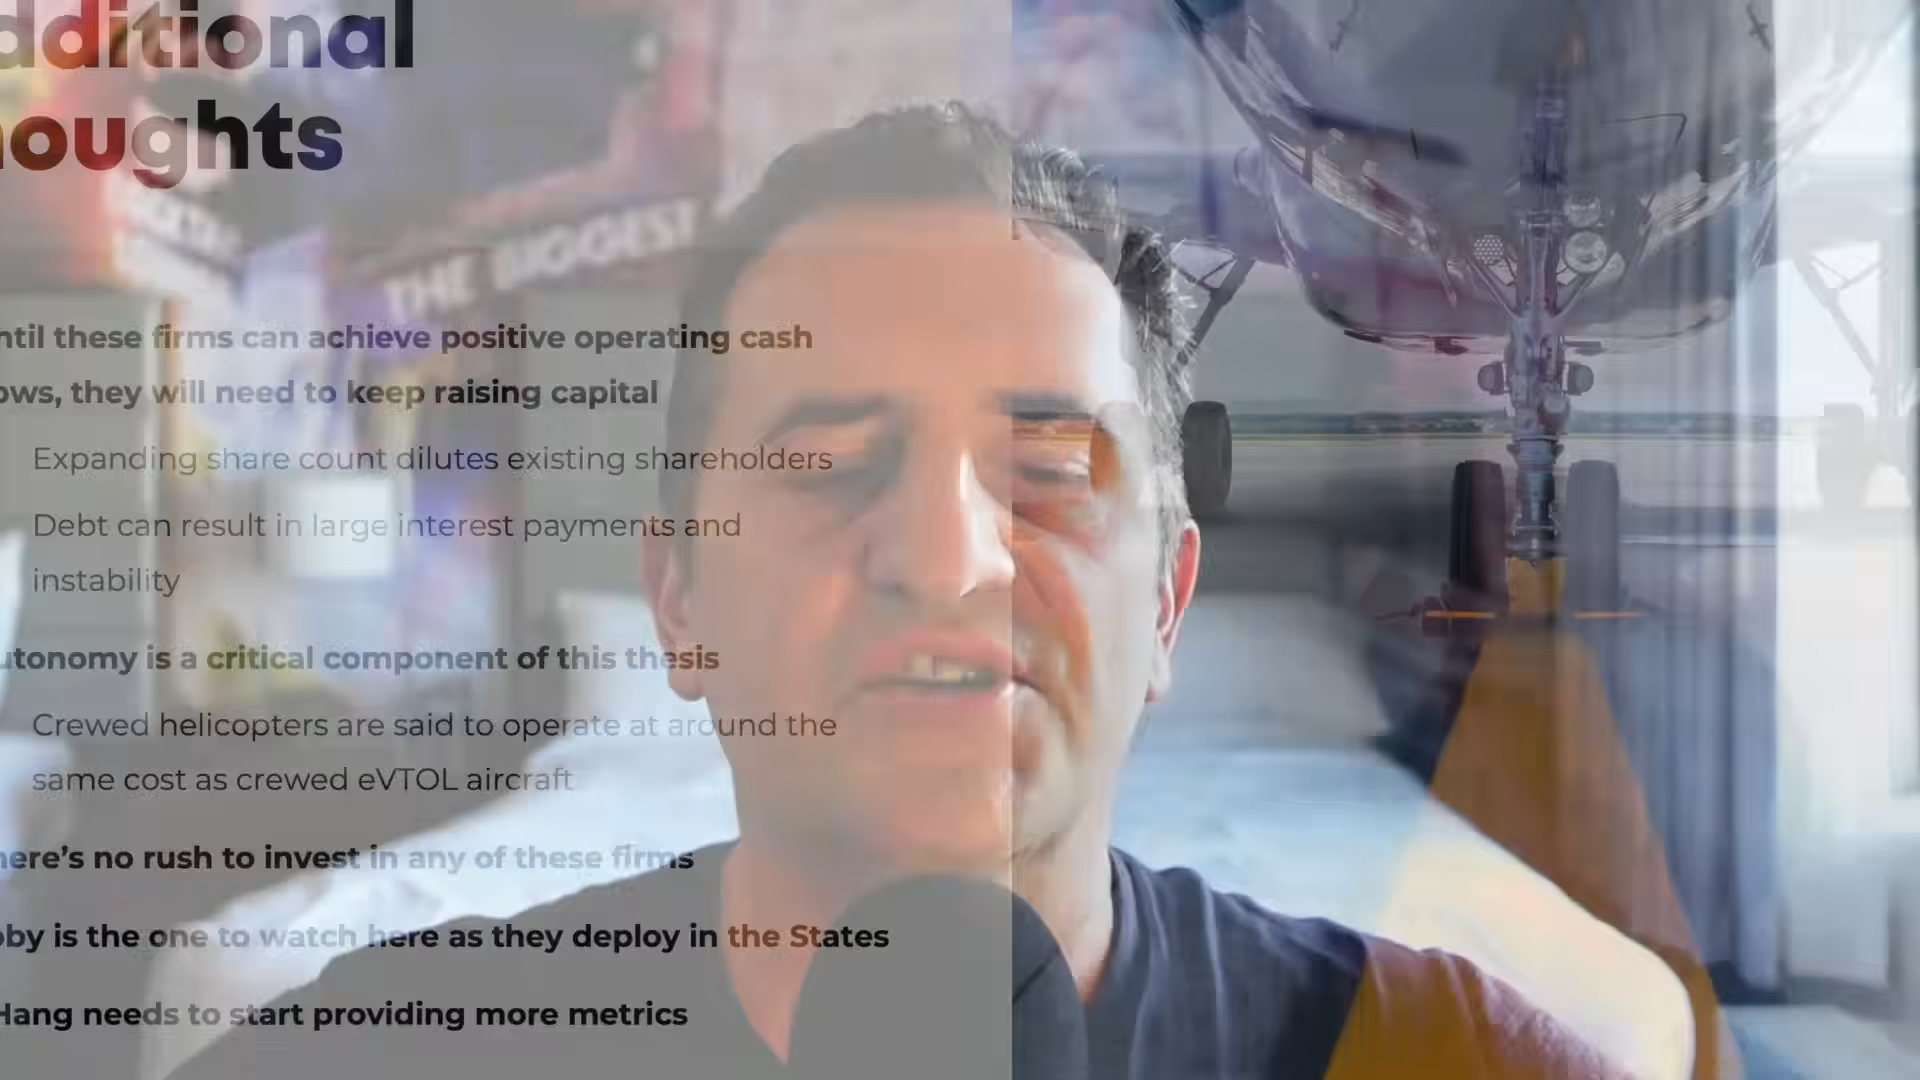 dditional
houghts
THE BIGGEST
ntil these firms can achieve positive operating cash
ows, they will need to keep raising capital
Expanding share count dilutes existing shareholders
Debt can result in large interest payments and
instability
utonomy is a critical component of this thesis
Crewed helicopters are said to operate at around the
same cost as crewed eVTOL aircraft
here’s no rush to invest in any of these firms
oby is the one to watch here as they deploy in the States
Hang needs to start providing more metrics